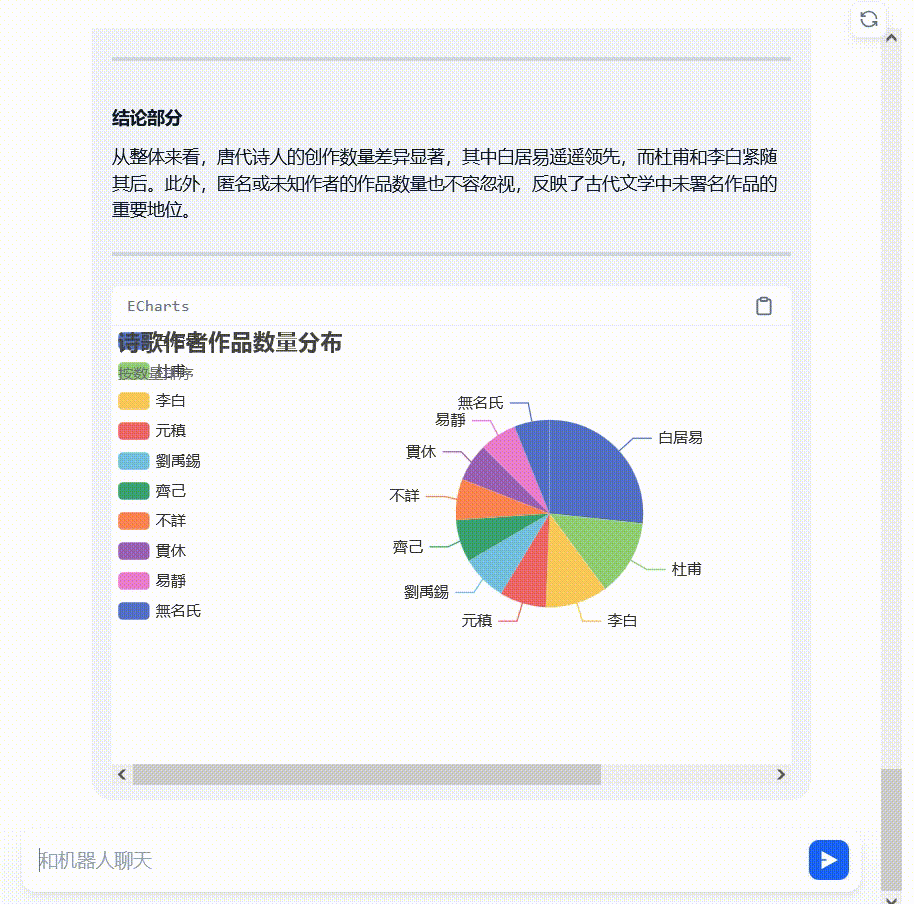 结论部分
从整体来看，唐代诗人的创作数量差异显著，其中白居易遥遥领先，而杜甫和李白紧随
其后。此外，匿名或未知作者的作品数量也不容忽视，反映了古代文学中未署名作品的
重要地位。
ECharts
诗歌作者作品数量分布
按数量排序
杜甫
李白
元稹
劉禹錫
齊己
不詳
貫休
易靜
無名氏
無名氏
易靜
貫休
不詳
齊己
劉禹錫
元稹
李白
杜甫
白居易
和机器人聊天